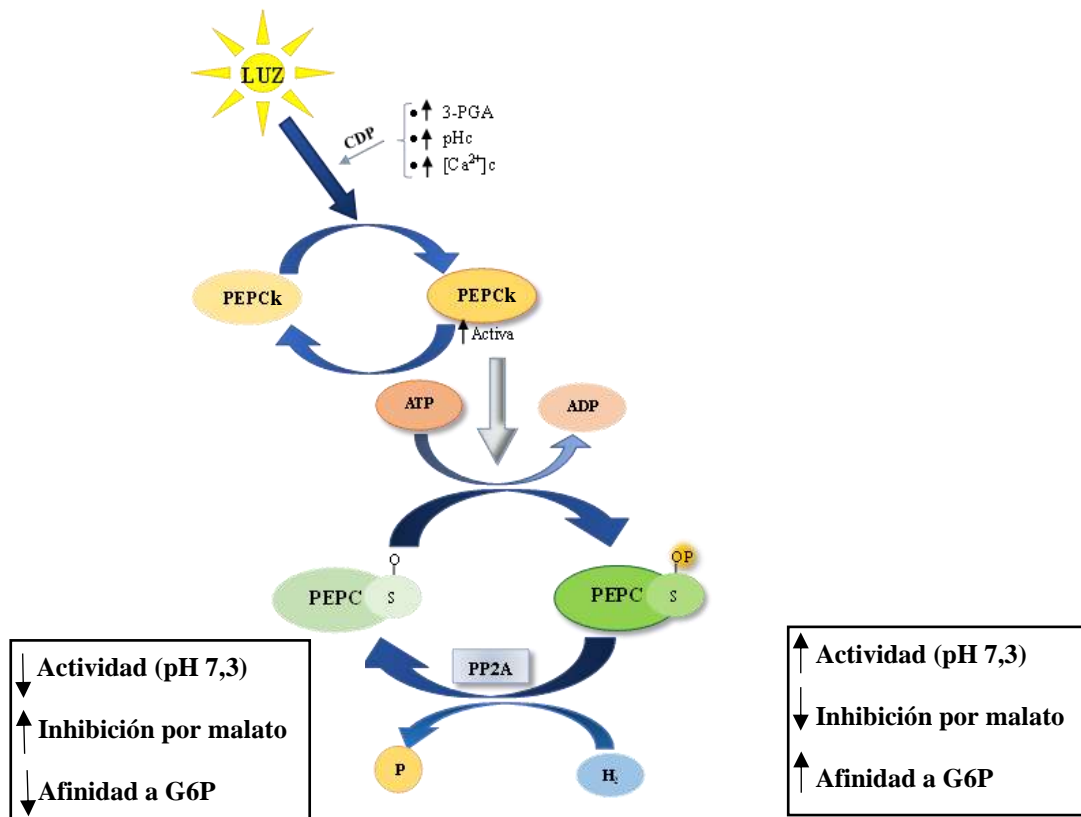 LUZ
CDP
• ↑ 3-PGA
• ↑ pHc
• ↑ [Ca²⁺]c
PEPCk
PEPCk
↑ Activa
ATP
ADP
O
OP
PEPC
S
PEPC
S
PP2A
P
↓ Actividad (pH 7,3)
↑ Inhibición por malato
↓ Afinidad a G6P
↑ Actividad (pH 7,3)
↓ Inhibición por malato
↑ Afinidad a G6P